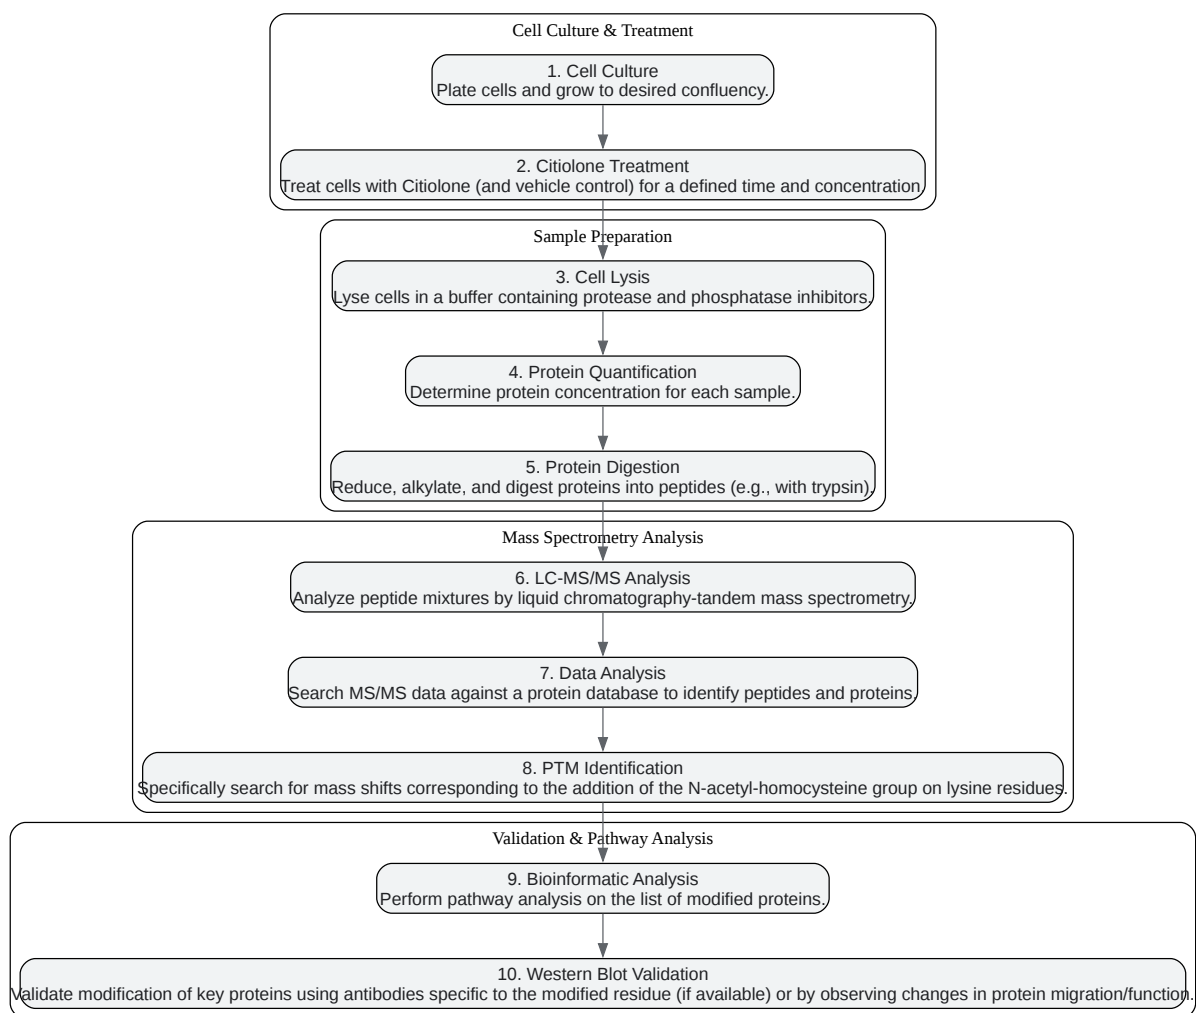 Cell Culture & Treatment
1. Cell Culture
Plate cells and grow to desired confluency.
2. Citiolone Treatment
Treat cells with Citiolone (and vehicle control) for a defined time and concentration.
Sample Preparation
3. Cell Lysis
Lyse cells in a buffer containing protease and phosphatase inhibitors.
4. Protein Quantification
Determine protein concentration for each sample.
5. Protein Digestion
Reduce, alkylate, and digest proteins into peptides (e.g., with trypsin).
Mass Spectrometry Analysis
6. LC-MS/MS Analysis
Analyze peptide mixtures by liquid chromatography-tandem mass spectrometry.
7. Data Analysis
Search MS/MS data against a protein database to identify peptides and proteins.
8. PTM Identification
Specifically search for mass shifts corresponding to the addition of the N-acetyl-homocysteine group on lysine residues.
Validation & Pathway Analysis
9. Bioinformatic Analysis
Perform pathway analysis on the list of modified proteins.
10. Western Blot Validation
Validate modification of key proteins using antibodies specific to the modified residue (if available) or by observing changes in protein migration/function.